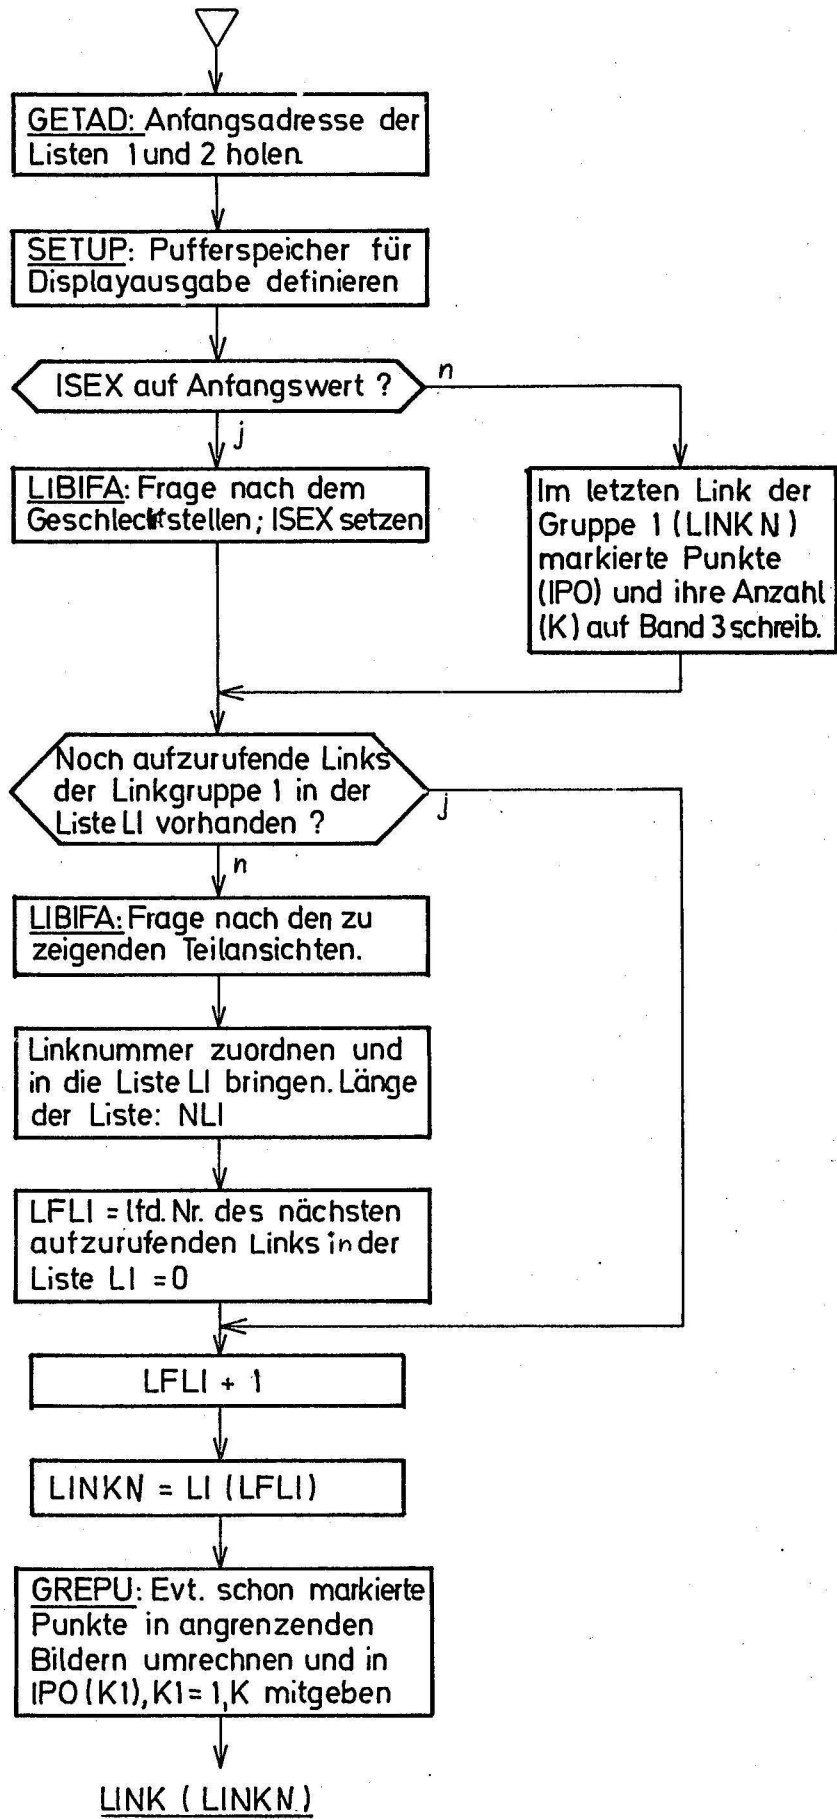 GETAD: Anfangsadresse der
Listen 1 und 2 holen.
SETUP: Pufferspeicher für
Displayausgabe definieren
ISEX auf Anfangswert ?
n
j
LIBIFA: Frage nach dem
Geschlecht stellen; ISEX setzen
Im letzten Link der
Gruppe 1 (LINKN)
markierte Punkte
(IPO) und ihre Anzahl
(K) auf Band 3 schreib.
Noch aufzurufende Links
der Linkgruppe 1 in der
Liste LI vorhanden ?
j
n
LIBIFA: Frage nach den zu
zeigenden Teilansichten.
Linknummer zuordnen und
in die Liste LI bringen. Länge
der Liste: NLI
LFLI = lfd. Nr. des nächsten
aufzurufenden Links in der
Liste LI = 0
LFLI + 1
LINKN = LI (LFLI)
GREPU: Evt. schon markierte
Punkte in angrenzenden
Bildern umrechnen und in
IPO (K1), K1 = 1, K mitgeben
LINK (LINKN)